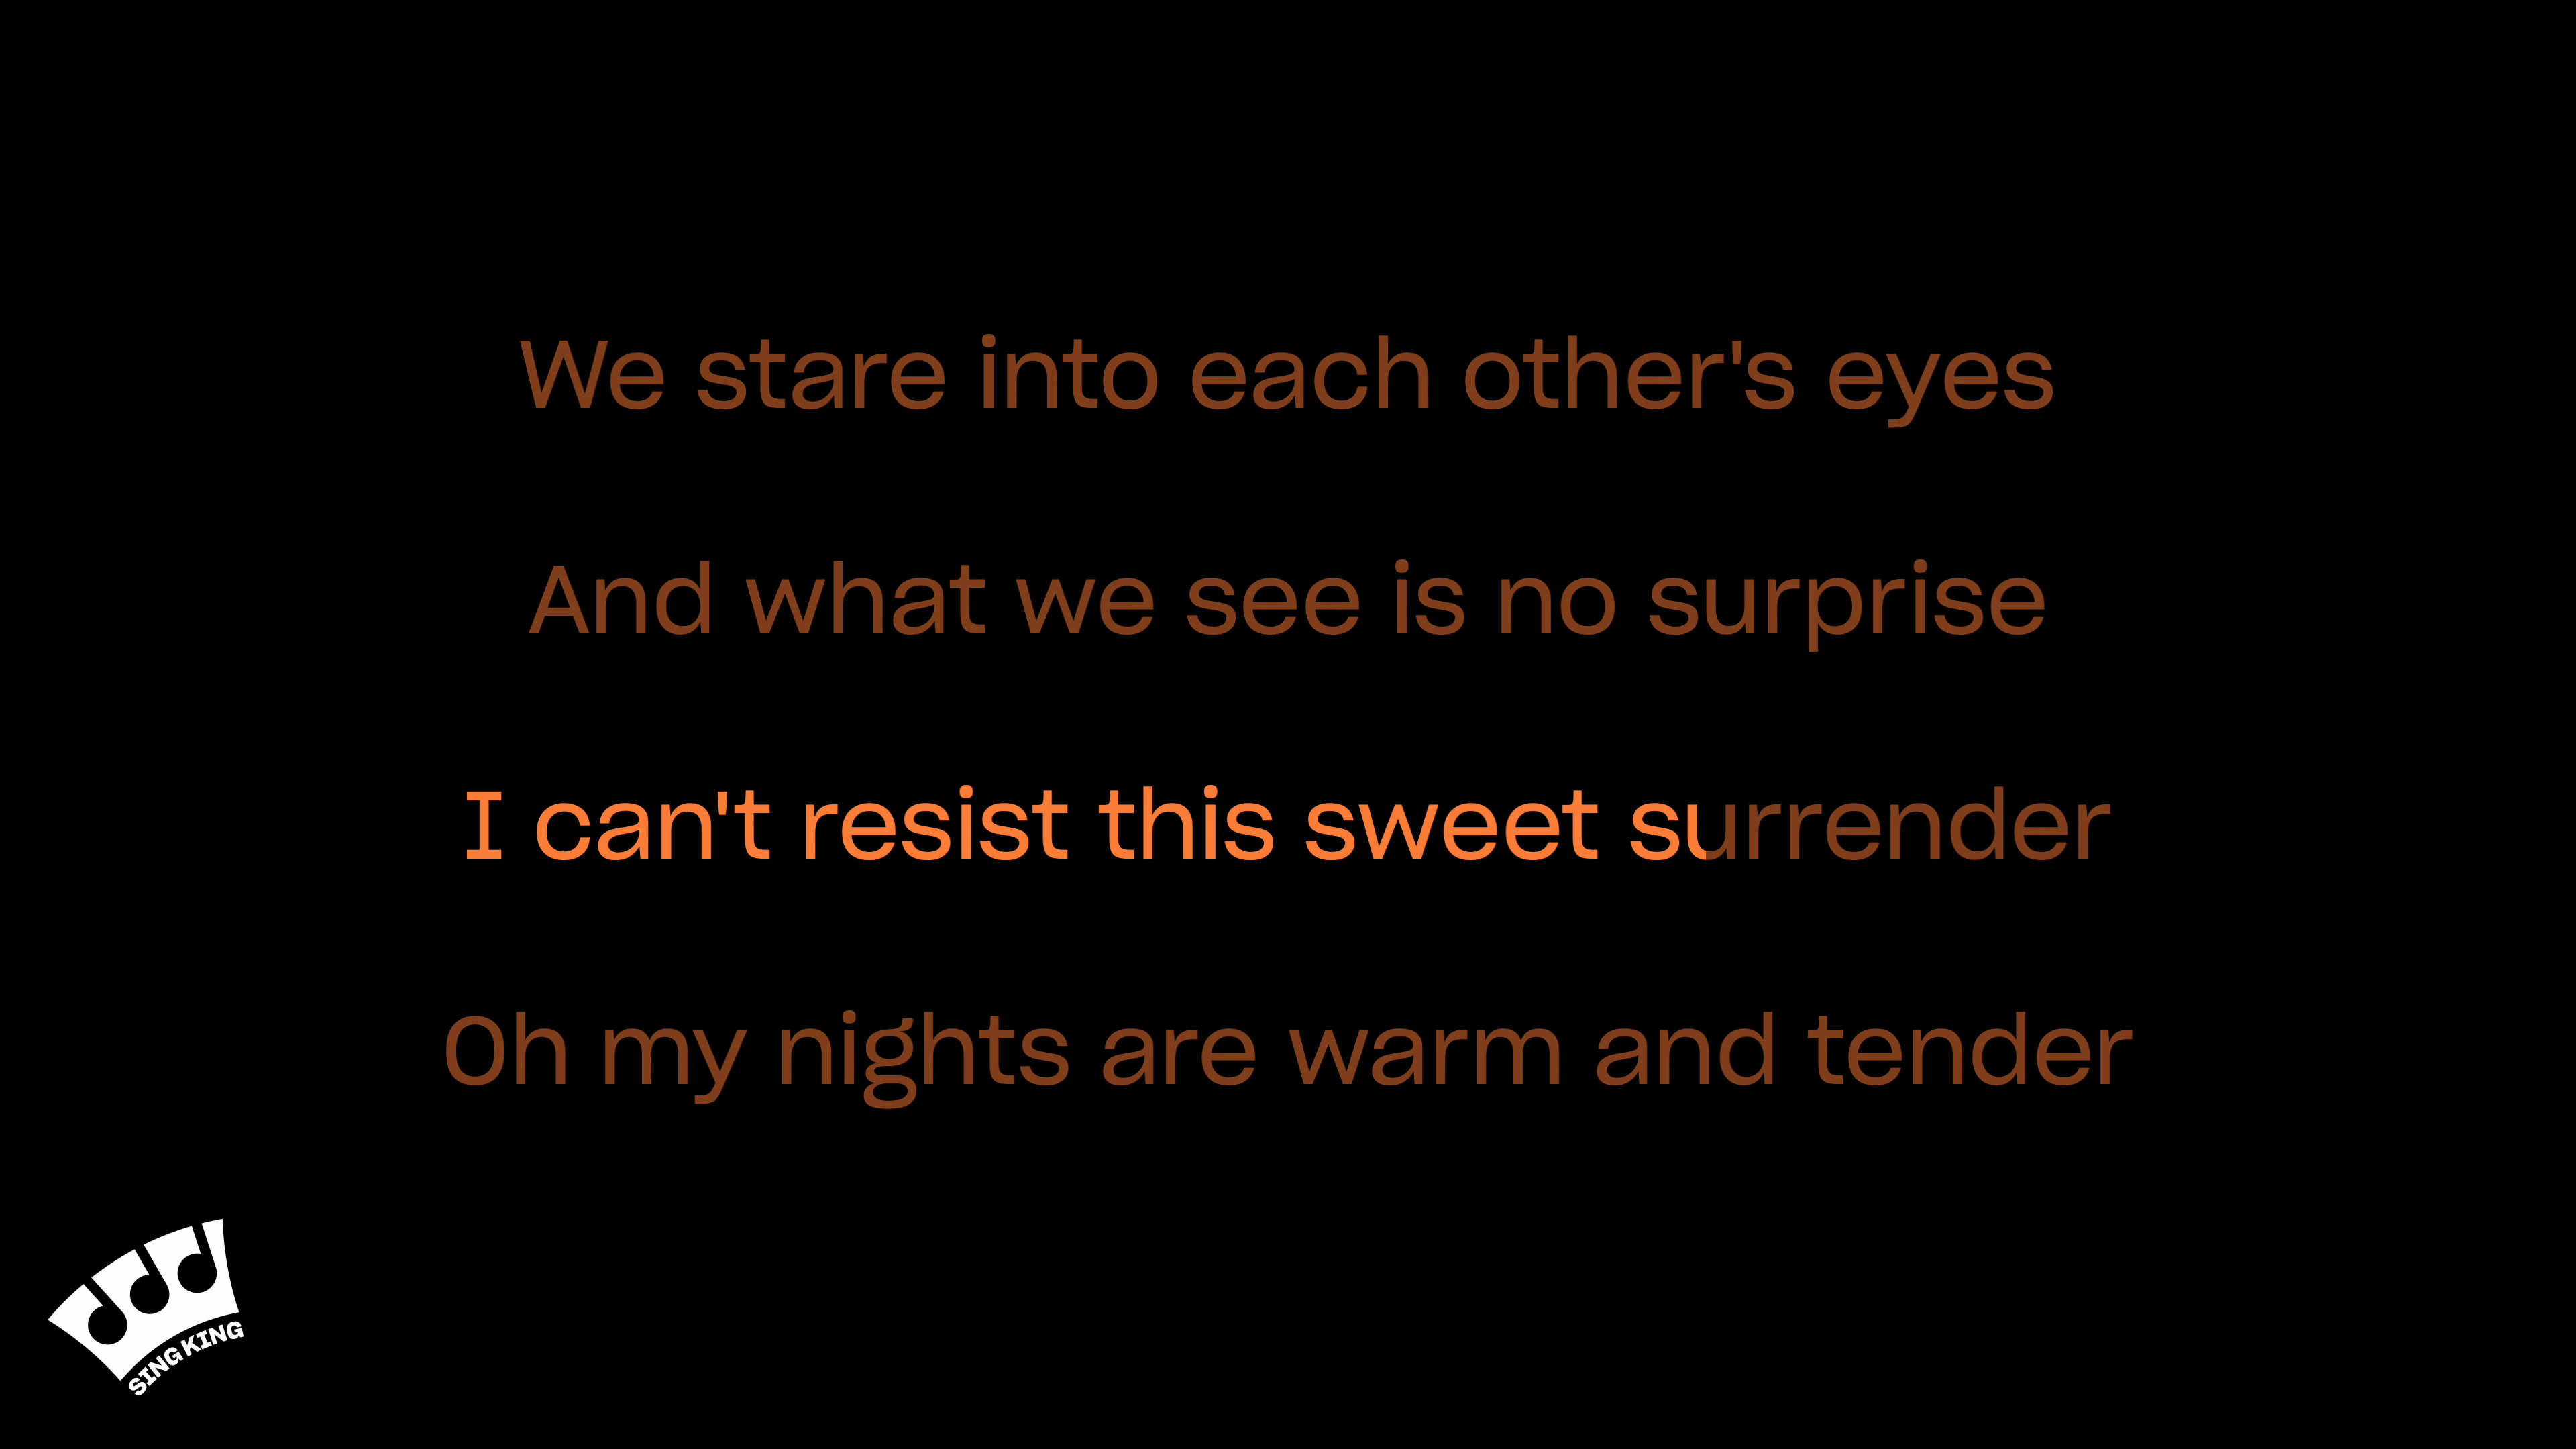 We stare into each other's eyes
And what we see is no surprise
I can't resist this sweet surrender
Oh my nights are warm and tender
SING KING